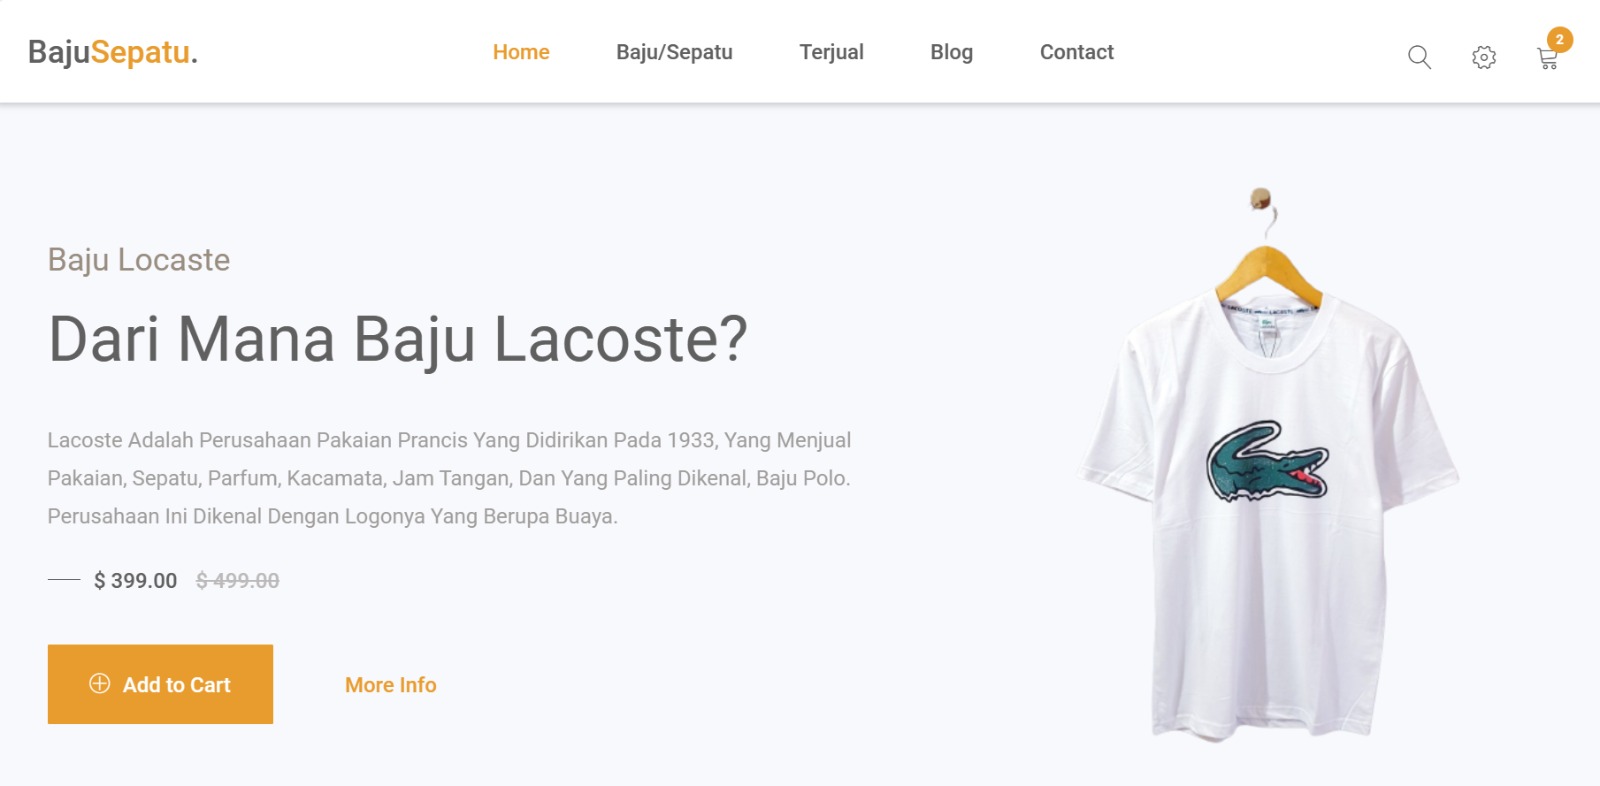 BajuSepatu.
Home
Baju/Sepatu
Terjual
Blog
Contact
2
Baju Locaste
Dari Mana Baju Lacoste?
Lacoste Adalah Perusahaan Pakaian Prancis Yang Didirikan Pada 1933, Yang Menjual
Pakaian, Sepatu, Parfum, Kacamata, Jam Tangan, Dan Yang Paling Dikenal, Baju Polo.
Perusahaan Ini Dikenal Dengan Logonya Yang Berupa Buaya.
$ 399.00 $ 499.00
Add to Cart
More Info
LACOSTE LACOSTE